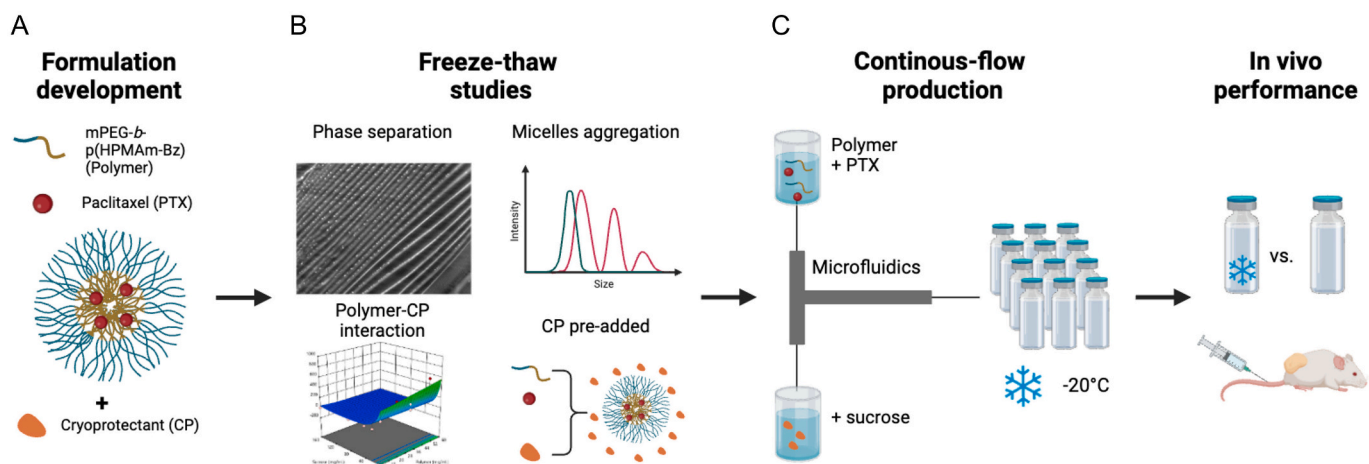 A
Formulation
development
mPEG-b-
p(HPMAm-Bz)
(Polymer)
Paclitaxel (PTX)
+
Cryoprotectant (CP)
B
Freeze-thaw
studies
Phase separation
Micelles aggregation
Intensity
Size
Polymer-CP
interaction
CP pre-added
C
Continous-flow
production
Polymer
+ PTX
Microfluidics
+ sucrose
-20°C
In vivo
performance
vs.